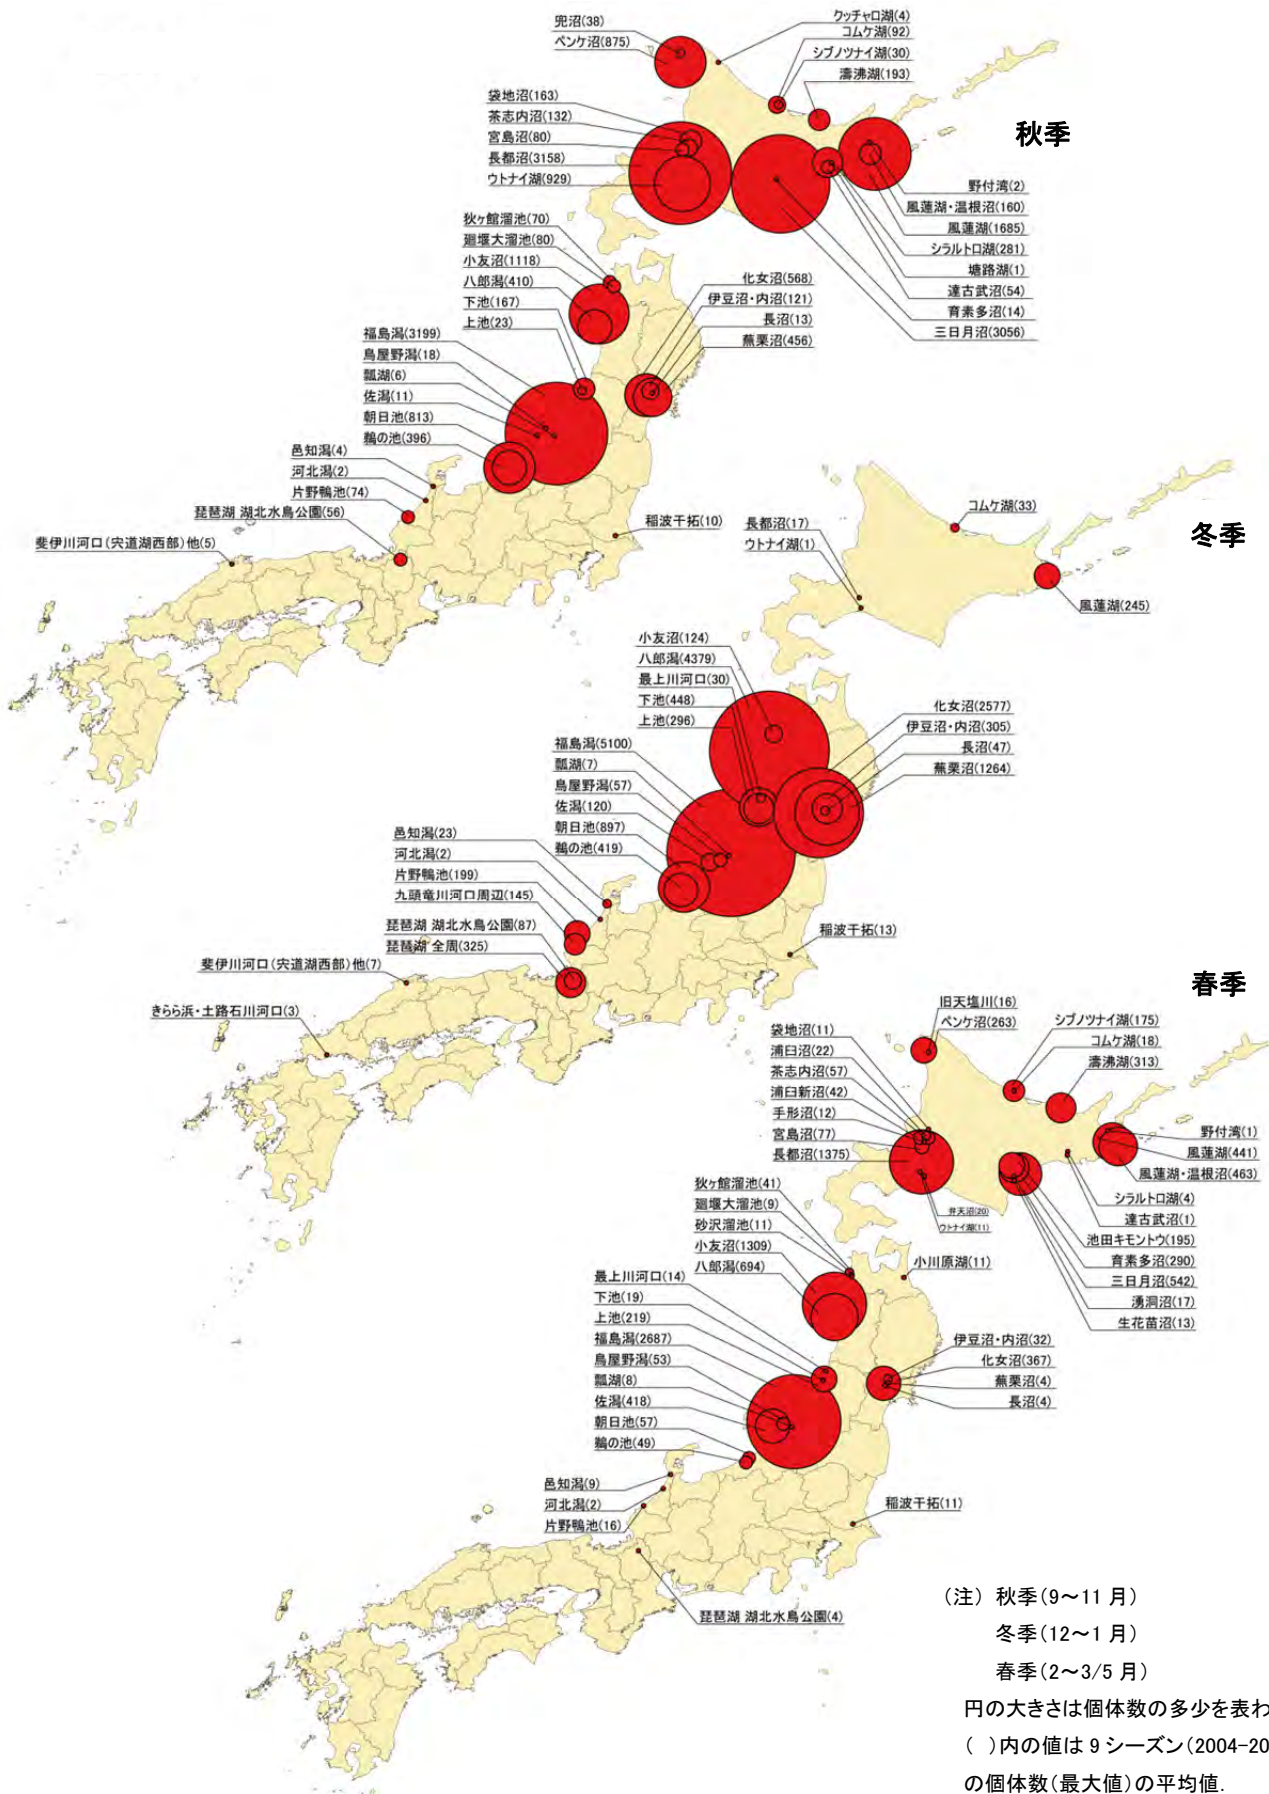 秋季
兜沼(38)
ペンケ沼(875)
クッチャロ湖(4)
コムケ湖(92)
シブノツナイ湖(30)
濤沸湖(193)
袋地沼(163)
茶志内沼(132)
宮島沼(80)
長都沼(3158)
ウトナイ湖(929)
野付湾(2)
風蓮湖・温根沼(160)
風蓮湖(1685)
シラルトロ湖(281)
塘路湖(1)
達古武沼(54)
育素多沼(14)
三日月沼(3056)
狄ヶ館溜池(70)
廻堰大溜池(80)
小友沼(1118)
八郎潟(410)
下池(167)
上池(23)
化女沼(568)
伊豆沼・内沼(121)
長沼(13)
蕪栗沼(456)
福島潟(3199)
鳥屋野潟(18)
瓢湖(6)
佐潟(11)
朝日池(813)
鵜の池(396)
邑知潟(4)
河北潟(2)
片野鴨池(74)
琵琶湖 湖北水鳥公園(56)
斐伊川河口(宍道湖西部)他(5)
稲波干拓(10)
冬季
コムケ湖(33)
長都沼(17)
ウトナイ湖(1)
風蓮湖(245)
小友沼(124)
八郎潟(4379)
最上川河口(30)
下池(448)
上池(296)
化女沼(2577)
伊豆沼・内沼(305)
長沼(47)
蕪栗沼(1264)
福島潟(5100)
瓢湖(7)
鳥屋野潟(57)
佐潟(120)
朝日池(897)
鵜の池(419)
邑知潟(23)
河北潟(2)
片野鴨池(199)
九頭竜川河口周辺(145)
琵琶湖 湖北水鳥公園(87)
琵琶湖 全周(325)
斐伊川河口(宍道湖西部)他(7)
きらら浜・土路石川河口(3)
稲波干拓(13)
春季
旧天塩川(16)
ペンケ沼(263)
シブノツナイ湖(175)
コムケ湖(18)
濤沸湖(313)
袋地沼(11)
浦臼沼(22)
茶志内沼(57)
浦臼新沼(42)
手形沼(12)
宮島沼(77)
長都沼(1375)
弁天沼(20)
ウトナイ湖(11)
野付湾(1)
風蓮湖(441)
風蓮湖・温根沼(463)
シラルトロ湖(4)
達古武沼(1)
池田キモントウ(195)
育素多沼(290)
三日月沼(542)
湧洞沼(17)
生花苗沼(13)
狄ヶ館溜池(41)
廻堰大溜池(9)
砂沢溜池(11)
小友沼(1309)
八郎潟(694)
小川原湖(11)
最上川河口(14)
下池(19)
上池(219)
福島潟(2687)
鳥屋野潟(53)
瓢湖(8)
佐潟(418)
朝日池(57)
鵜の池(49)
伊豆沼・内沼(32)
化女沼(367)
蕪栗沼(4)
長沼(4)
邑知潟(9)
河北潟(2)
片野鴨池(16)
稲波干拓(11)
琵琶湖 湖北水鳥公園(4)
(注) 秋季(9～11 月)
冬季(12～1 月)
春季(2～3/5 月)
円の大きさは個体数の多少を表わ
( )内の値は 9 シーズン(2004-20
の個体数(最大値)の平均値.